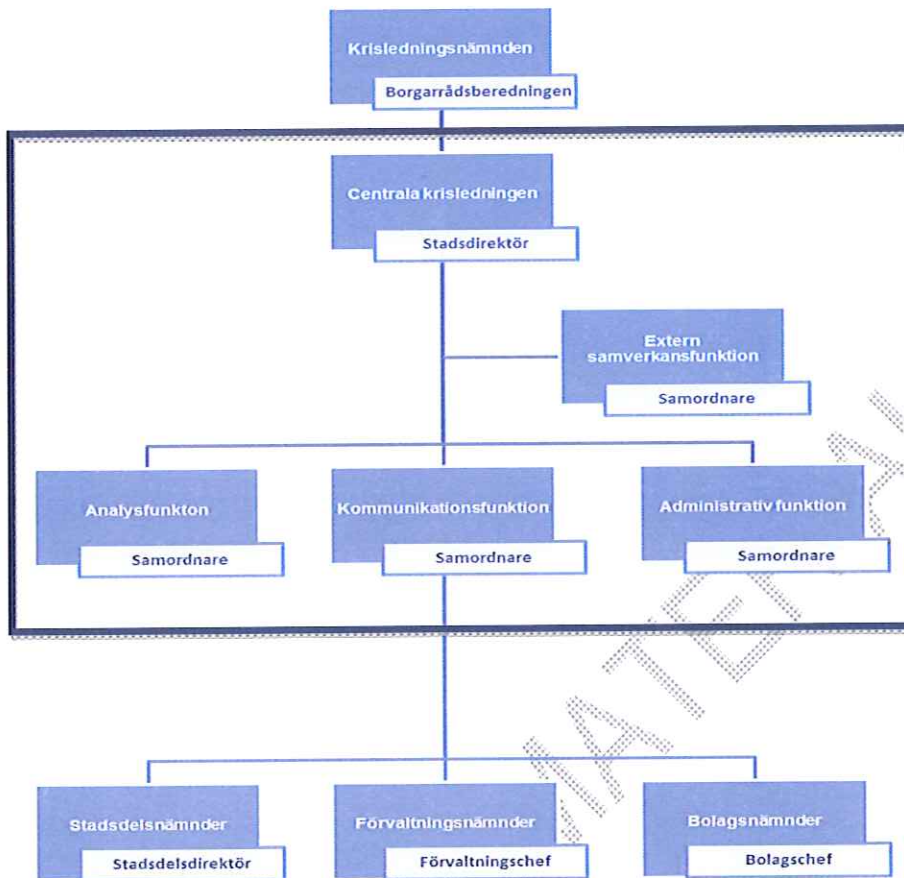 Krisledningsnämnden
Borgarrådsberedningen
Centrala krisledningen
Stadsdirektör
Extern
samverkansfunktion
Samordnare
Analysfunkton
Samordnare
Kommunikationsfunktion
Samordnare
Administrativ funktion
Samordnare
Stadsdelsnämnder
Stadsdelsdirektör
Förvaltningsnämnder
Förvaltningschef
Bolagsnämnder
Bolagschef